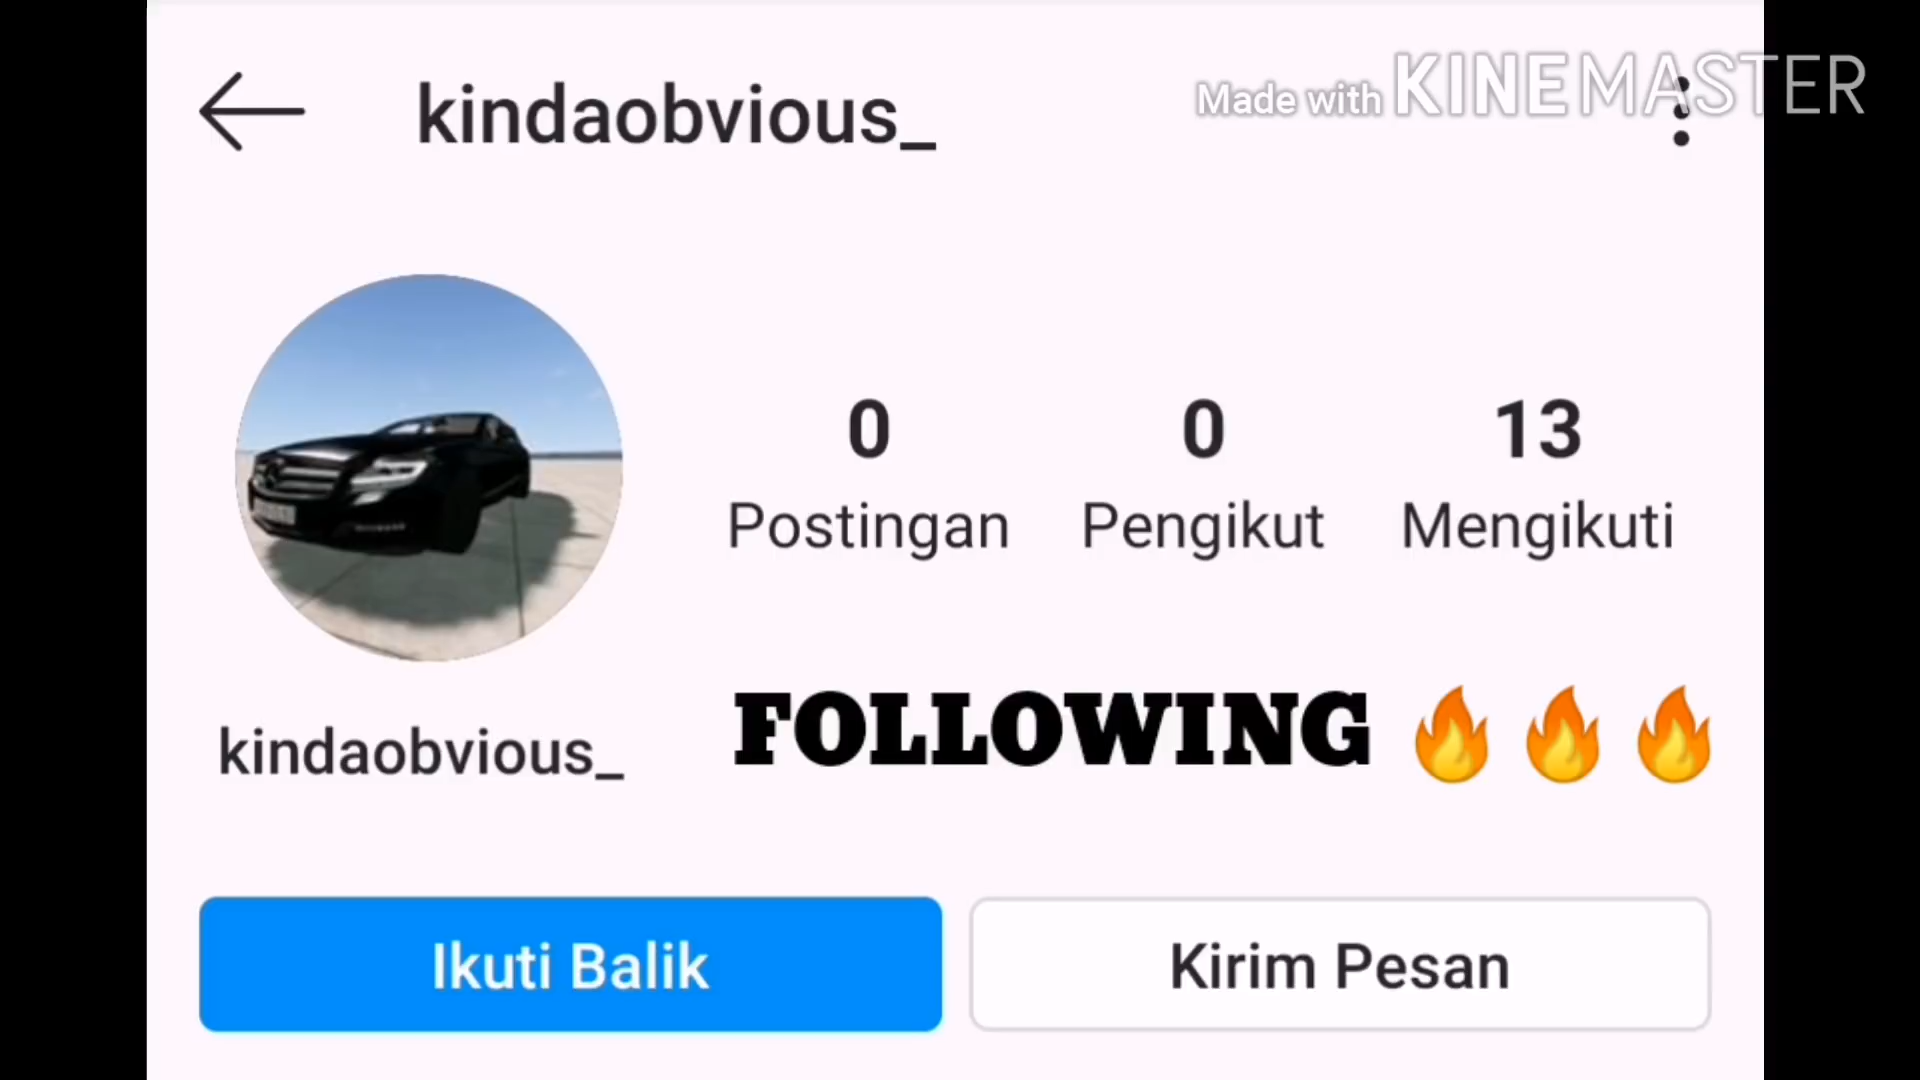 kindaobvious_
Made with KINEMASTER
0 0 13
Postingan Pengikut Mengikuti
FOLLOWING 🔥🔥🔥
kindaobvious_
Ikuti Balik Kirim Pesan